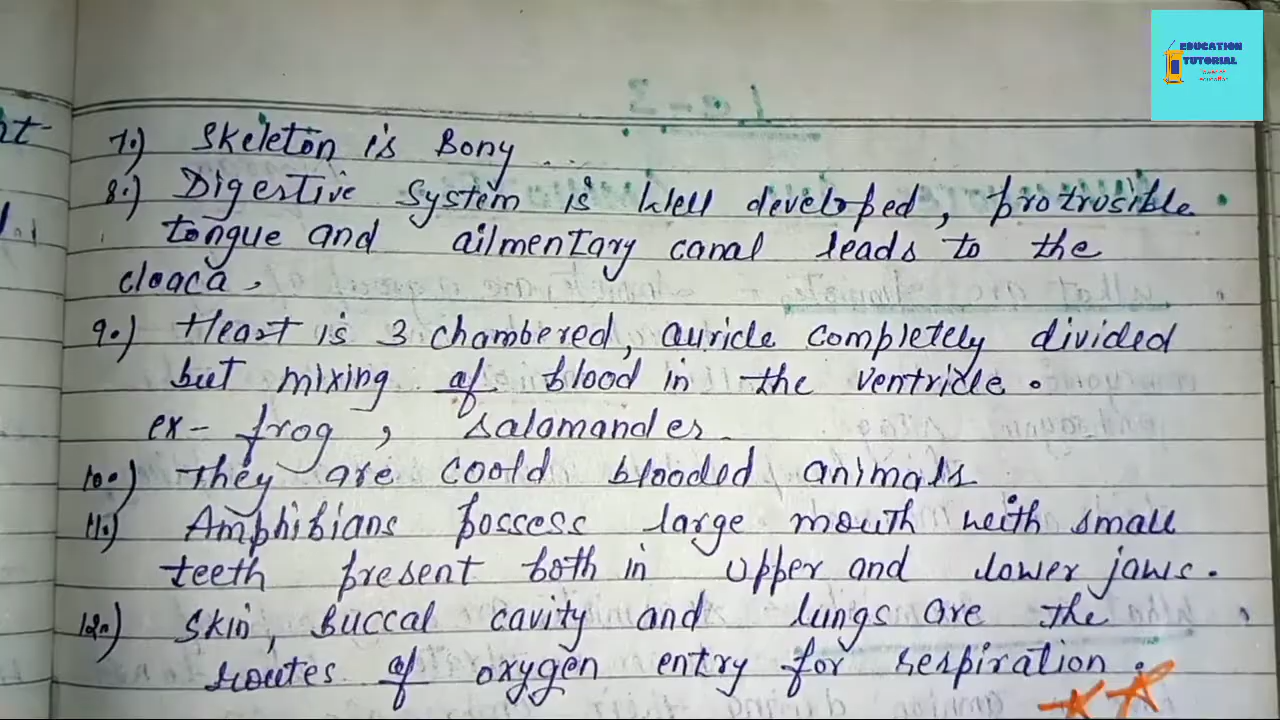 EDUCATION
TUTORIAL
7.) Skeleton is Bony
8.) Digestive System is Well developed, protrusible
tongue and ailmentary canal leads to the
cloaca.
9.) Heart is 3 chambered, auricle completely divided
but mixing of blood in the ventricle.
ex- frog, salamander.
10.) They are coold blooded animals
11.) Amphibians possess large mouth with small
teeth present both in upper and lower jaws.
12.) Skin, Buccal cavity and lungs are the
routes of oxygen entry for respiration.